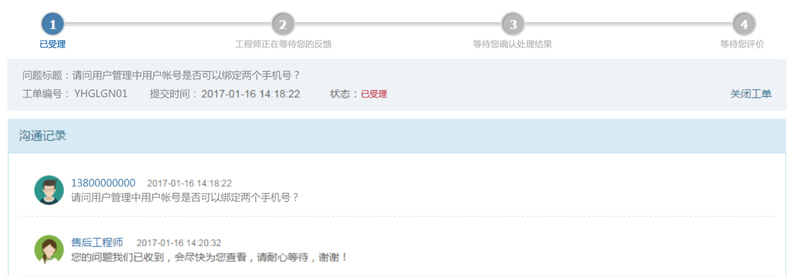 1 2 3 4
已受理 工程师正在等待您的反馈 等待您确认处理结果 等待您评价
问题标题：请问用户管理中用户帐号是否可以绑定两个手机号？
工单编号： YHGLGN01 提交时间： 2017-01-16 14:18:22 状态：已受理 关闭工单
沟通记录
13800000000 2017-01-16 14:18:22
请问用户管理中用户帐号是否可以绑定两个手机号？
售后工程师 2017-01-16 14:20:32
您的问题我们已收到，会尽快为您查看，请耐心等待，谢谢！